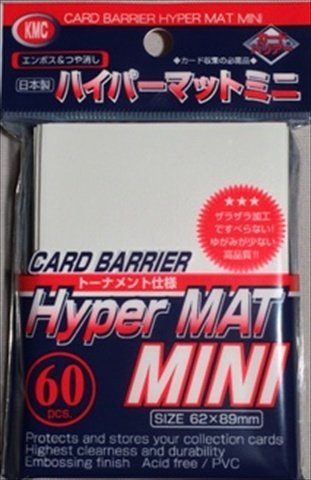 CARD BARRIER HYPER MAT MINI
KMC
エンボス&つや消し
◆カード収集の必需品◆
日本製
ハイパーマットミニ
★★★
ザラザラ加工
ですべらない!
ゆがみが少ない
高品質!!
CARD BARRIER
トーナメント仕様
Hyper MAT
MINI
60
pcs.
SIZE 62×89mm
Protects and stores your collection cards
Highest clearness and durability
Embossing finish Acid free / PVC